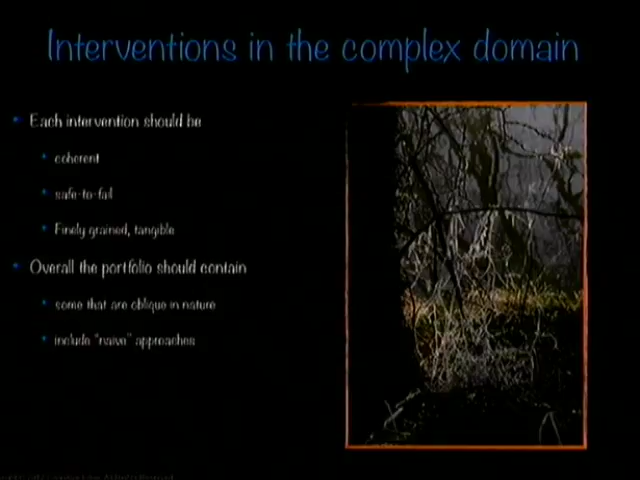 Interventions in the complex domain
Each intervention should be
coherent
safe-to-fail
Finely grained, tangible
Overall the portfolio should contain
some that are oblique in nature
include "naive" approaches